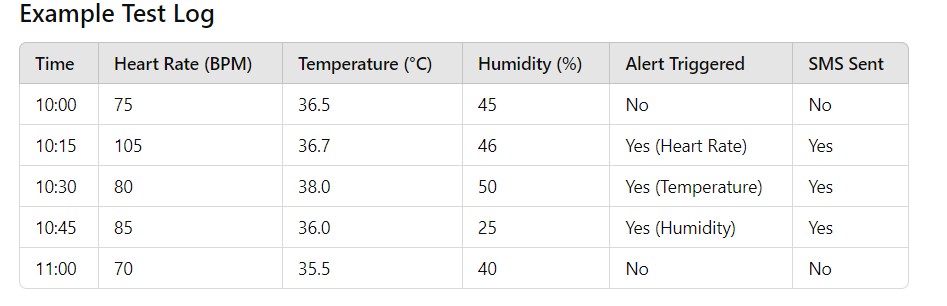 Example Test Log
Time Heart Rate (BPM) Temperature (°C) Humidity (%) Alert Triggered SMS Sent
10:00 75 36.5 45 No No
10:15 105 36.7 46 Yes (Heart Rate) Yes
10:30 80 38.0 50 Yes (Temperature) Yes
10:45 85 36.0 25 Yes (Humidity) Yes
11:00 70 35.5 40 No No